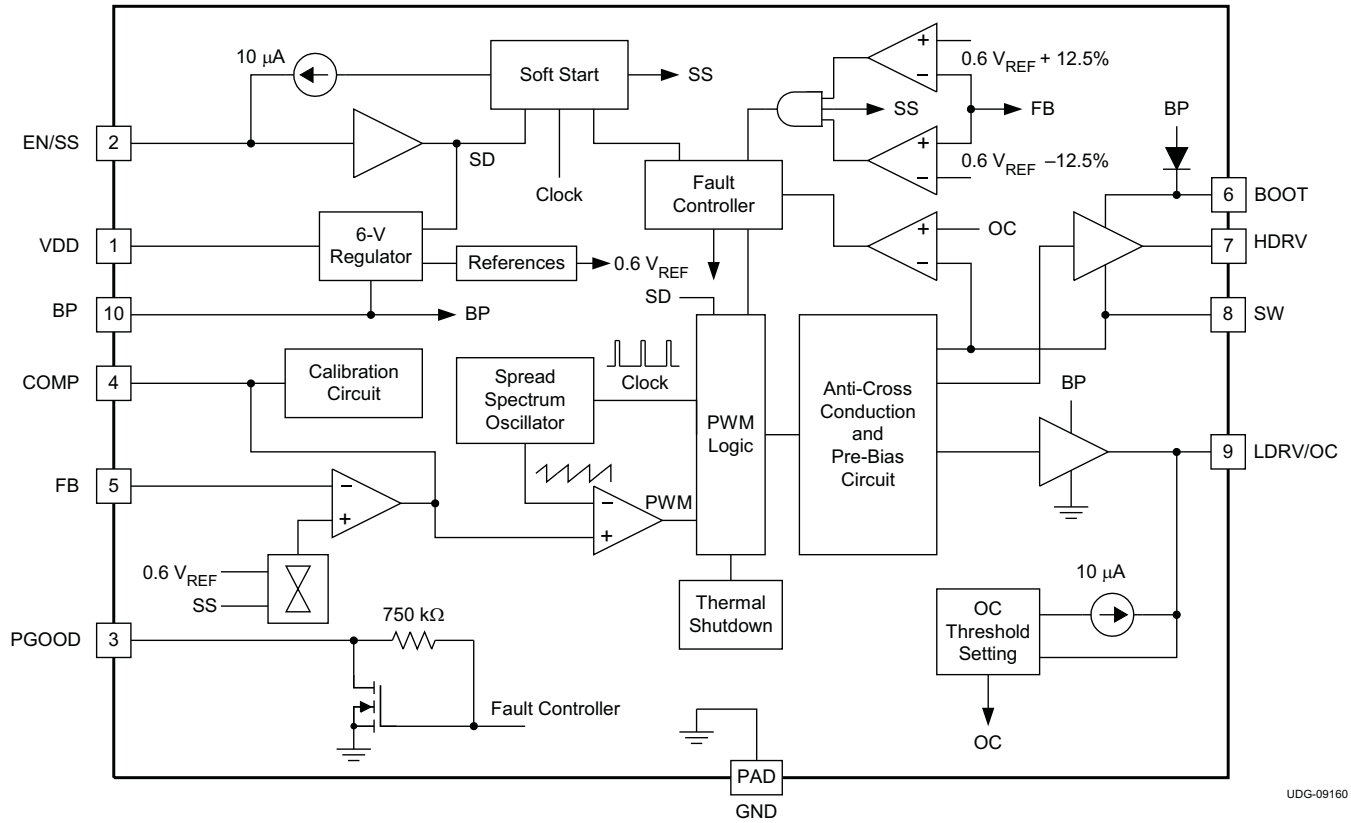 10 µA
Soft Start
SS
0.6 VREF + 12.5%
SS
FB
BP
EN/SS
2
SD
Clock
0.6 VREF –12.5%
Fault
Controller
6
BOOT
VDD
1
6-V
Regulator
References
0.6 VREF
OC
+
–
+
–
+
–
7
HDRV
BP
10
BP
SD
8
SW
COMP
4
Calibration
Circuit
Spread
Spectrum
Oscillator
Clock
PWM
Logic
Anti-Cross
Conduction
and
Pre-Bias
Circuit
BP
9
LDRV/OC
FB
5
–
+
PWM
–
+
0.6 VREF
SS
Thermal
Shutdown
10 µA
OC
Threshold
Setting
PGOOD
3
750 kΩ
Fault Controller
OC
PAD
GND
UDG-09160